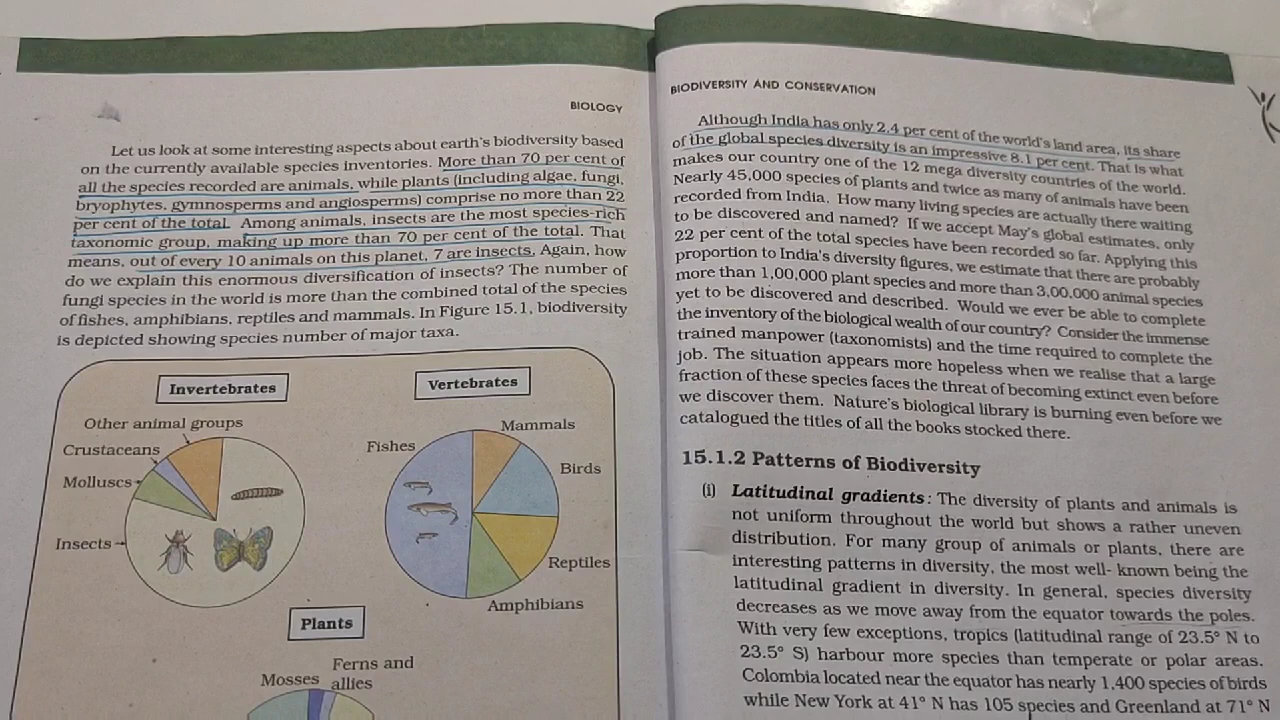 BIOLOGY
Let us look at some interesting aspects about earth's biodiversity based
on the currently available species inventories. More than 70 per cent of
all the species recorded are animals, while plants (including algae, fungi,
bryophytes, gymnosperms and angiosperms) comprise no more than 22
per cent of the total. Among animals, insects are the most species-rich
taxonomic group, making up more than 70 per cent of the total. That
means, out of every 10 animals on this planet, 7 are insects. Again, how
do we explain this enormous diversification of insects? The number of
fungi species in the world is more than the combined total of the species
of fishes, amphibians, reptiles and mammals. In Figure 15.1, biodiversity
is depicted showing species number of major taxa.
Invertebrates
Other animal groups
Crustaceans
Molluscs
Insects
Vertebrates
Mammals
Fishes
Birds
Reptiles
Amphibians
Plants
Ferns and
Mosses allies
BIODIVERSITY AND CONSERVATION
Although India has only 2.4 per cent of the world's land area, its share
of the global species diversity is an impressive 8.1 per cent. That is what
makes our country one of the 12 mega diversity countries of the world.
Nearly 45,000 species of plants and twice as many of animals have been
recorded from India. How many living species are actually there waiting
to be discovered and named? If we accept May's global estimates, only
22 per cent of the total species have been recorded so far. Applying this
proportion to India's diversity figures, we estimate that there are probably
more than 1,00,000 plant species and more than 3,00,000 animal species
yet to be discovered and described. Would we ever be able to complete
the inventory of the biological wealth of our country? Consider the immense
trained manpower (taxonomists) and the time required to complete the
job. The situation appears more hopeless when we realise that a large
fraction of these species faces the threat of becoming extinct even before
we discover them. Nature's biological library is burning even before we
catalogued the titles of all the books stocked there.
15.1.2 Patterns of Biodiversity
(i) Latitudinal gradients: The diversity of plants and animals is
not uniform throughout the world but shows a rather uneven
distribution. For many group of animals or plants, there are
interesting patterns in diversity, the most well- known being the
latitudinal gradient in diversity. In general, species diversity
decreases as we move away from the equator towards the poles.
With very few exceptions, tropics (latitudinal range of 23.5° N to
23.5° S) harbour more species than temperate or polar areas.
Colombia located near the equator has nearly 1,400 species of birds
while New York at 41° N has 105 species and Greenland at 71° N